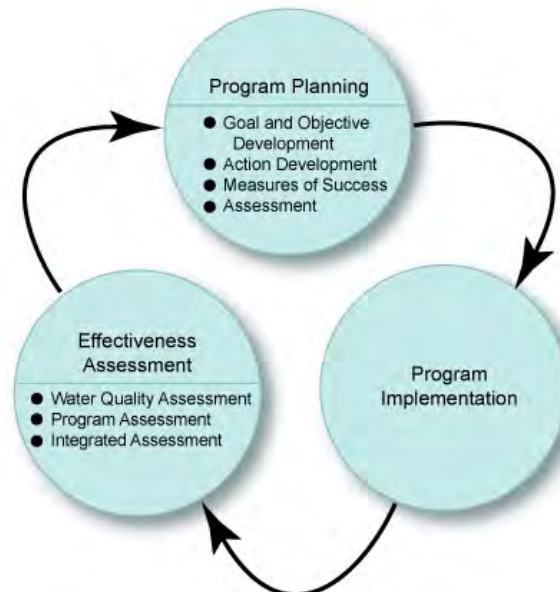 Program Planning
● Goal and Objective
Development
● Action Development
● Measures of Success
● Assessment
Effectiveness
Assessment
● Water Quality Assessment
● Program Assessment
● Integrated Assessment
Program
Implementation